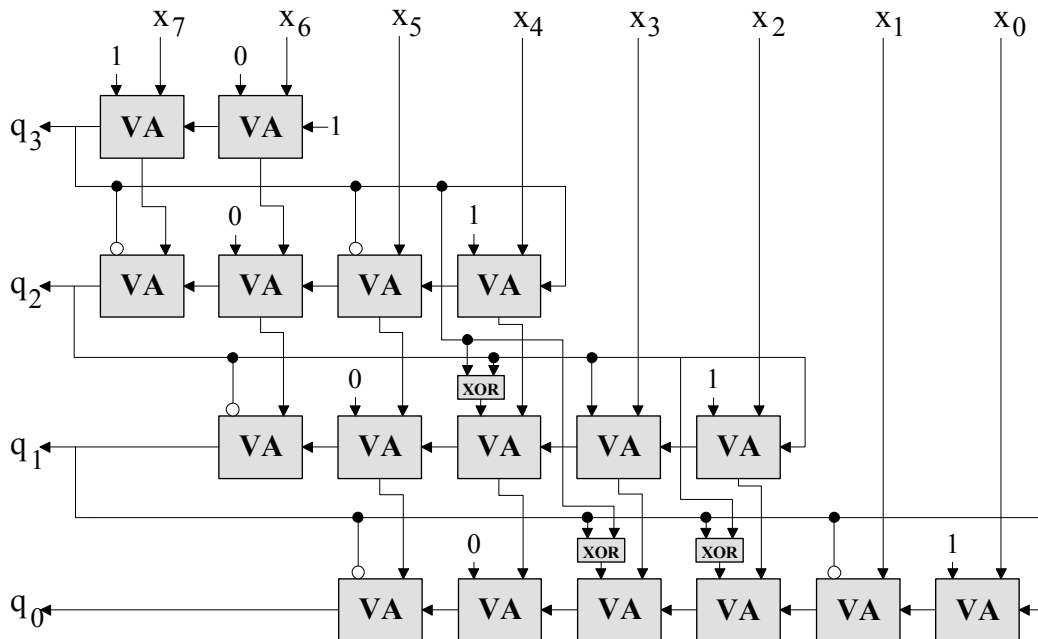 x7 x6 x5 x4 x3 x2 x1 x0
1 0
q3 VA VA 1
0 1
q2 VA VA VA VA
XOR
0 1
q1 VA VA VA VA VA
XOR XOR
0 1
q0 VA VA VA VA VA VA